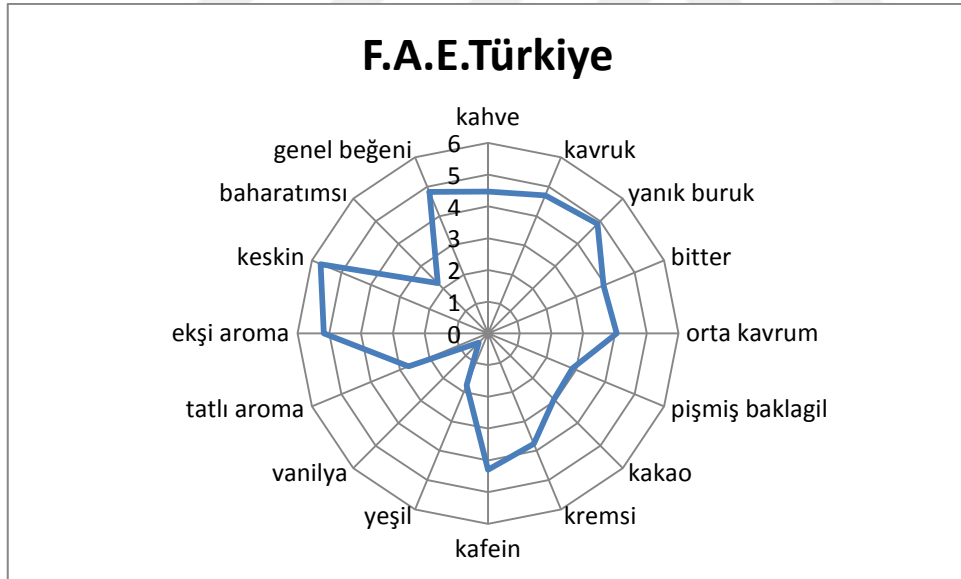 F.A.E.Türkiye
kahve
kavruk
yanık buruk
bitter
orta kavrum
pişmiş baklagil
kakao
kremsi
kafein
yeşil
vanilya
tatlı aroma
ekşi aroma
keskin
baharatımsı
genel beğeni
6
5
4
3
2
1
0